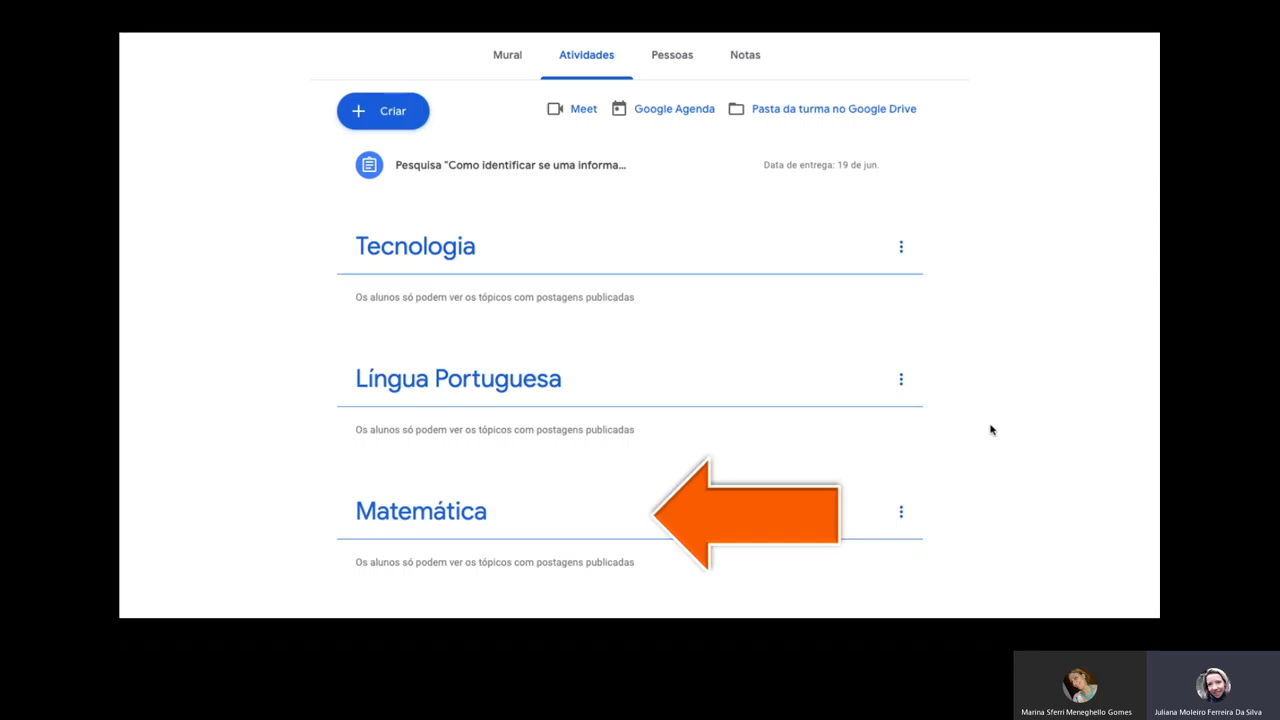 Mural Atividades Pessoas Notas
Criar Meet Google Agenda Pasta da turma no Google Drive
Pesquisa "Como identificar se uma informa... Data de entrega: 19 de jun.
Tecnologia
Os alunos só podem ver os tópicos com postagens publicadas
Língua Portuguesa
Os alunos só podem ver os tópicos com postagens publicadas
Matemática
Os alunos só podem ver os tópicos com postagens publicadas
Marina Sferri Meneghello Gomes Juliana Moleiro Ferreira Da Silva